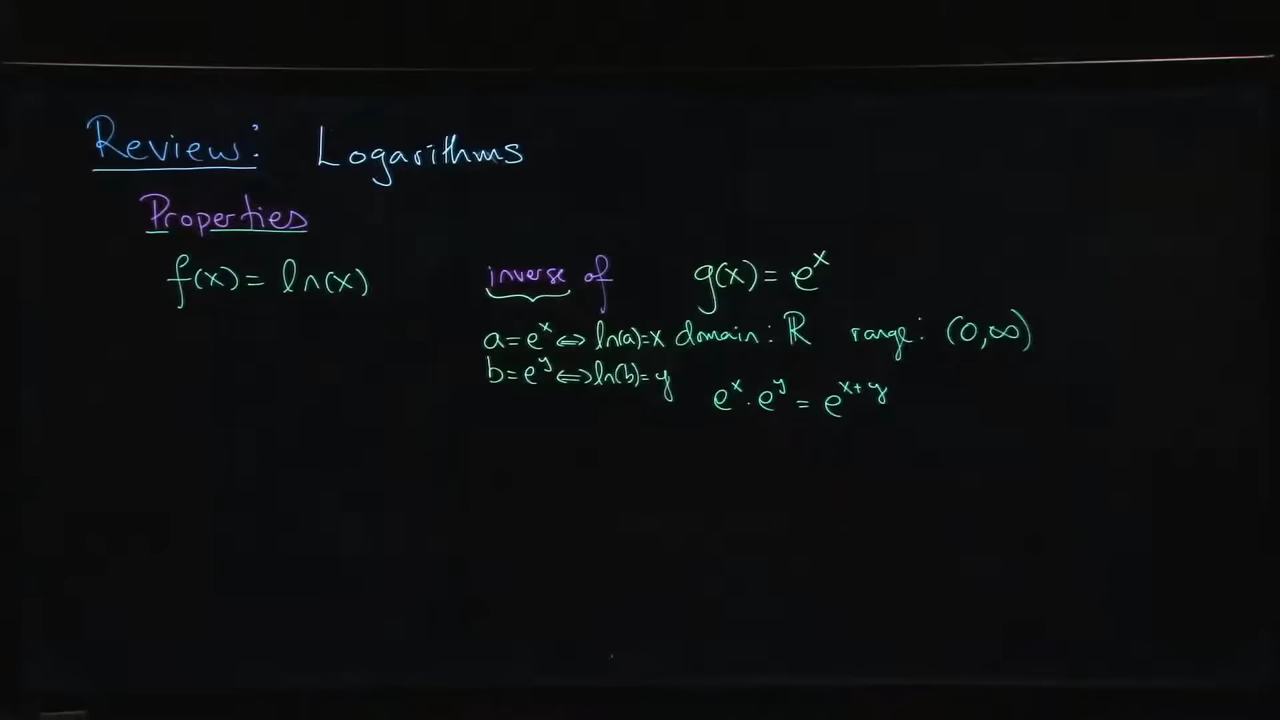 Review: Logarithms
Properties
f(x) = ln(x) inverse of g(x) = e^x
a = e^x ⇔ ln(a) = x domain: ℝ range: (0,∞)
b = e^y ⇔ ln(b) = y
e^x · e^y = e^{x+y}